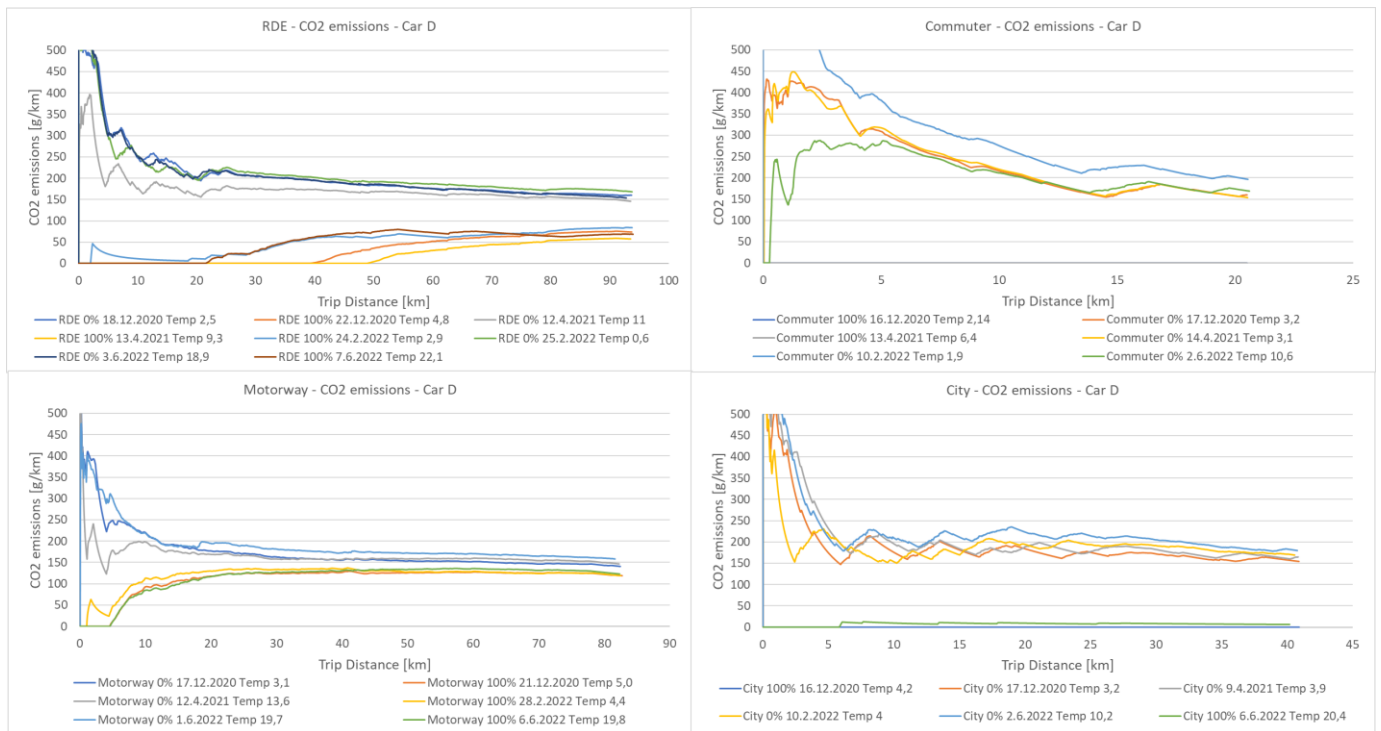 RDE - CO2 emissions - Car D
CO2 emissions [g/km]
500
450
400
350
300
250
200
150
100
50
0
0 10 20 30 40 50 60 70 80 90 100
Trip Distance [km]
RDE 0% 18.12.2020 Temp 2,5 RDE 100% 22.12.2020 Temp 4,8 RDE 0% 12.4.2021 Temp 11
RDE 100% 13.4.2021 Temp 9,3 RDE 100% 24.2.2022 Temp 2,9 RDE 0% 25.2.2022 Temp 0,6
RDE 0% 3.6.2022 Temp 18,9 RDE 100% 7.6.2022 Temp 22,1
Commuter - CO2 emissions - Car D
CO2 emissions [g/km]
500
450
400
350
300
250
200
150
100
50
0
0 5 10 15 20 25
Trip Distance [km]
Commuter 100% 16.12.2020 Temp 2,14 Commuter 0% 17.12.2020 Temp 3,2
Commuter 100% 13.4.2021 Temp 6,4 Commuter 0% 14.4.2021 Temp 3,1
Commuter 0% 10.2.2022 Temp 1,9 Commuter 0% 2.6.2022 Temp 10,6
Motorway - CO2 emissions - Car D
CO2 emissions [g/km]
500
450
400
350
300
250
200
150
100
50
0
0 10 20 30 40 50 60 70 80 90
Trip Distance [km]
Motorway 0% 17.12.2020 Temp 3,1 Motorway 100% 21.12.2020 Temp 5,0
Motorway 0% 12.4.2021 Temp 13,6 Motorway 100% 28.2.2022 Temp 4,4
Motorway 0% 1.6.2022 Temp 19,7 Motorway 100% 6.6.2022 Temp 19,8
City - CO2 emissions - Car D
CO2 emissions [g/km]
500
450
400
350
300
250
200
150
100
50
0
0 5 10 15 20 25 30 35 40 45
Trip Distance [km]
City 100% 16.12.2020 Temp 4,2 City 0% 17.12.2020 Temp 3,2 City 0% 9.4.2021 Temp 3,9
City 0% 10.2.2022 Temp 4 City 0% 2.6.2022 Temp 10,2 City 100% 6.6.2022 Temp 20,4